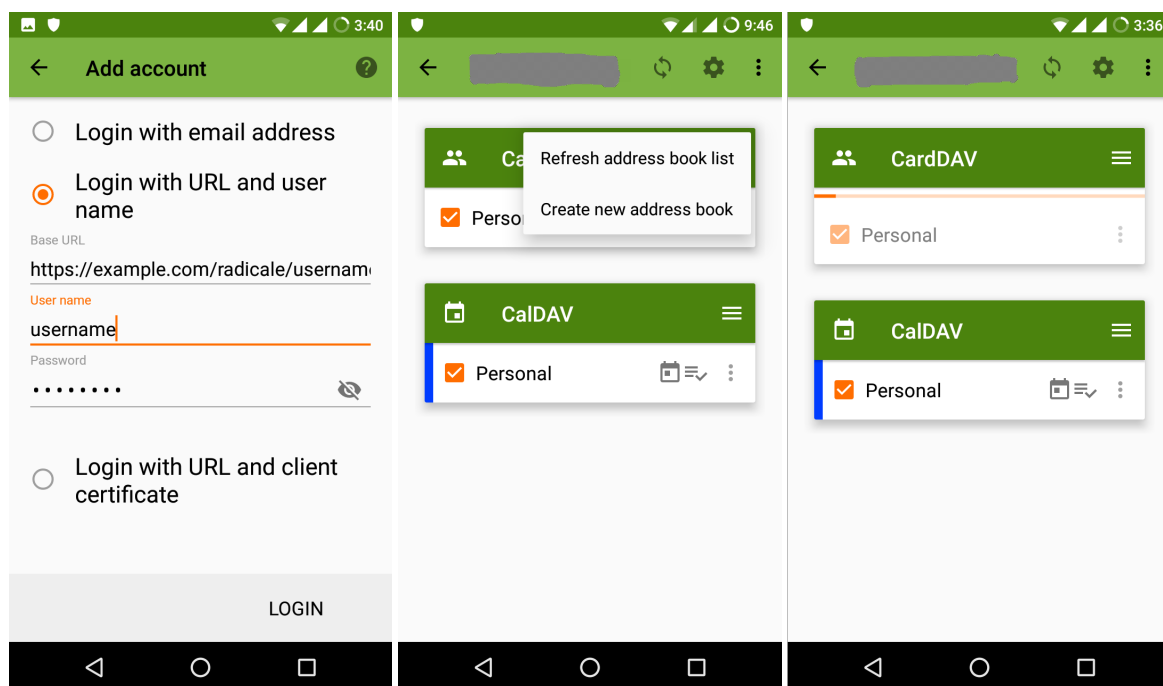 3:40
Add account
Login with email address
Login with URL and user
name
Base URL
https://example.com/radicale/usernam
User name
username
Password
Login with URL and client
certificate
LOGIN
9:46
Ca
Refresh address book list
Create new address book
Perso
CalDAV
Personal
3:36
CardDAV
Personal
CalDAV
Personal